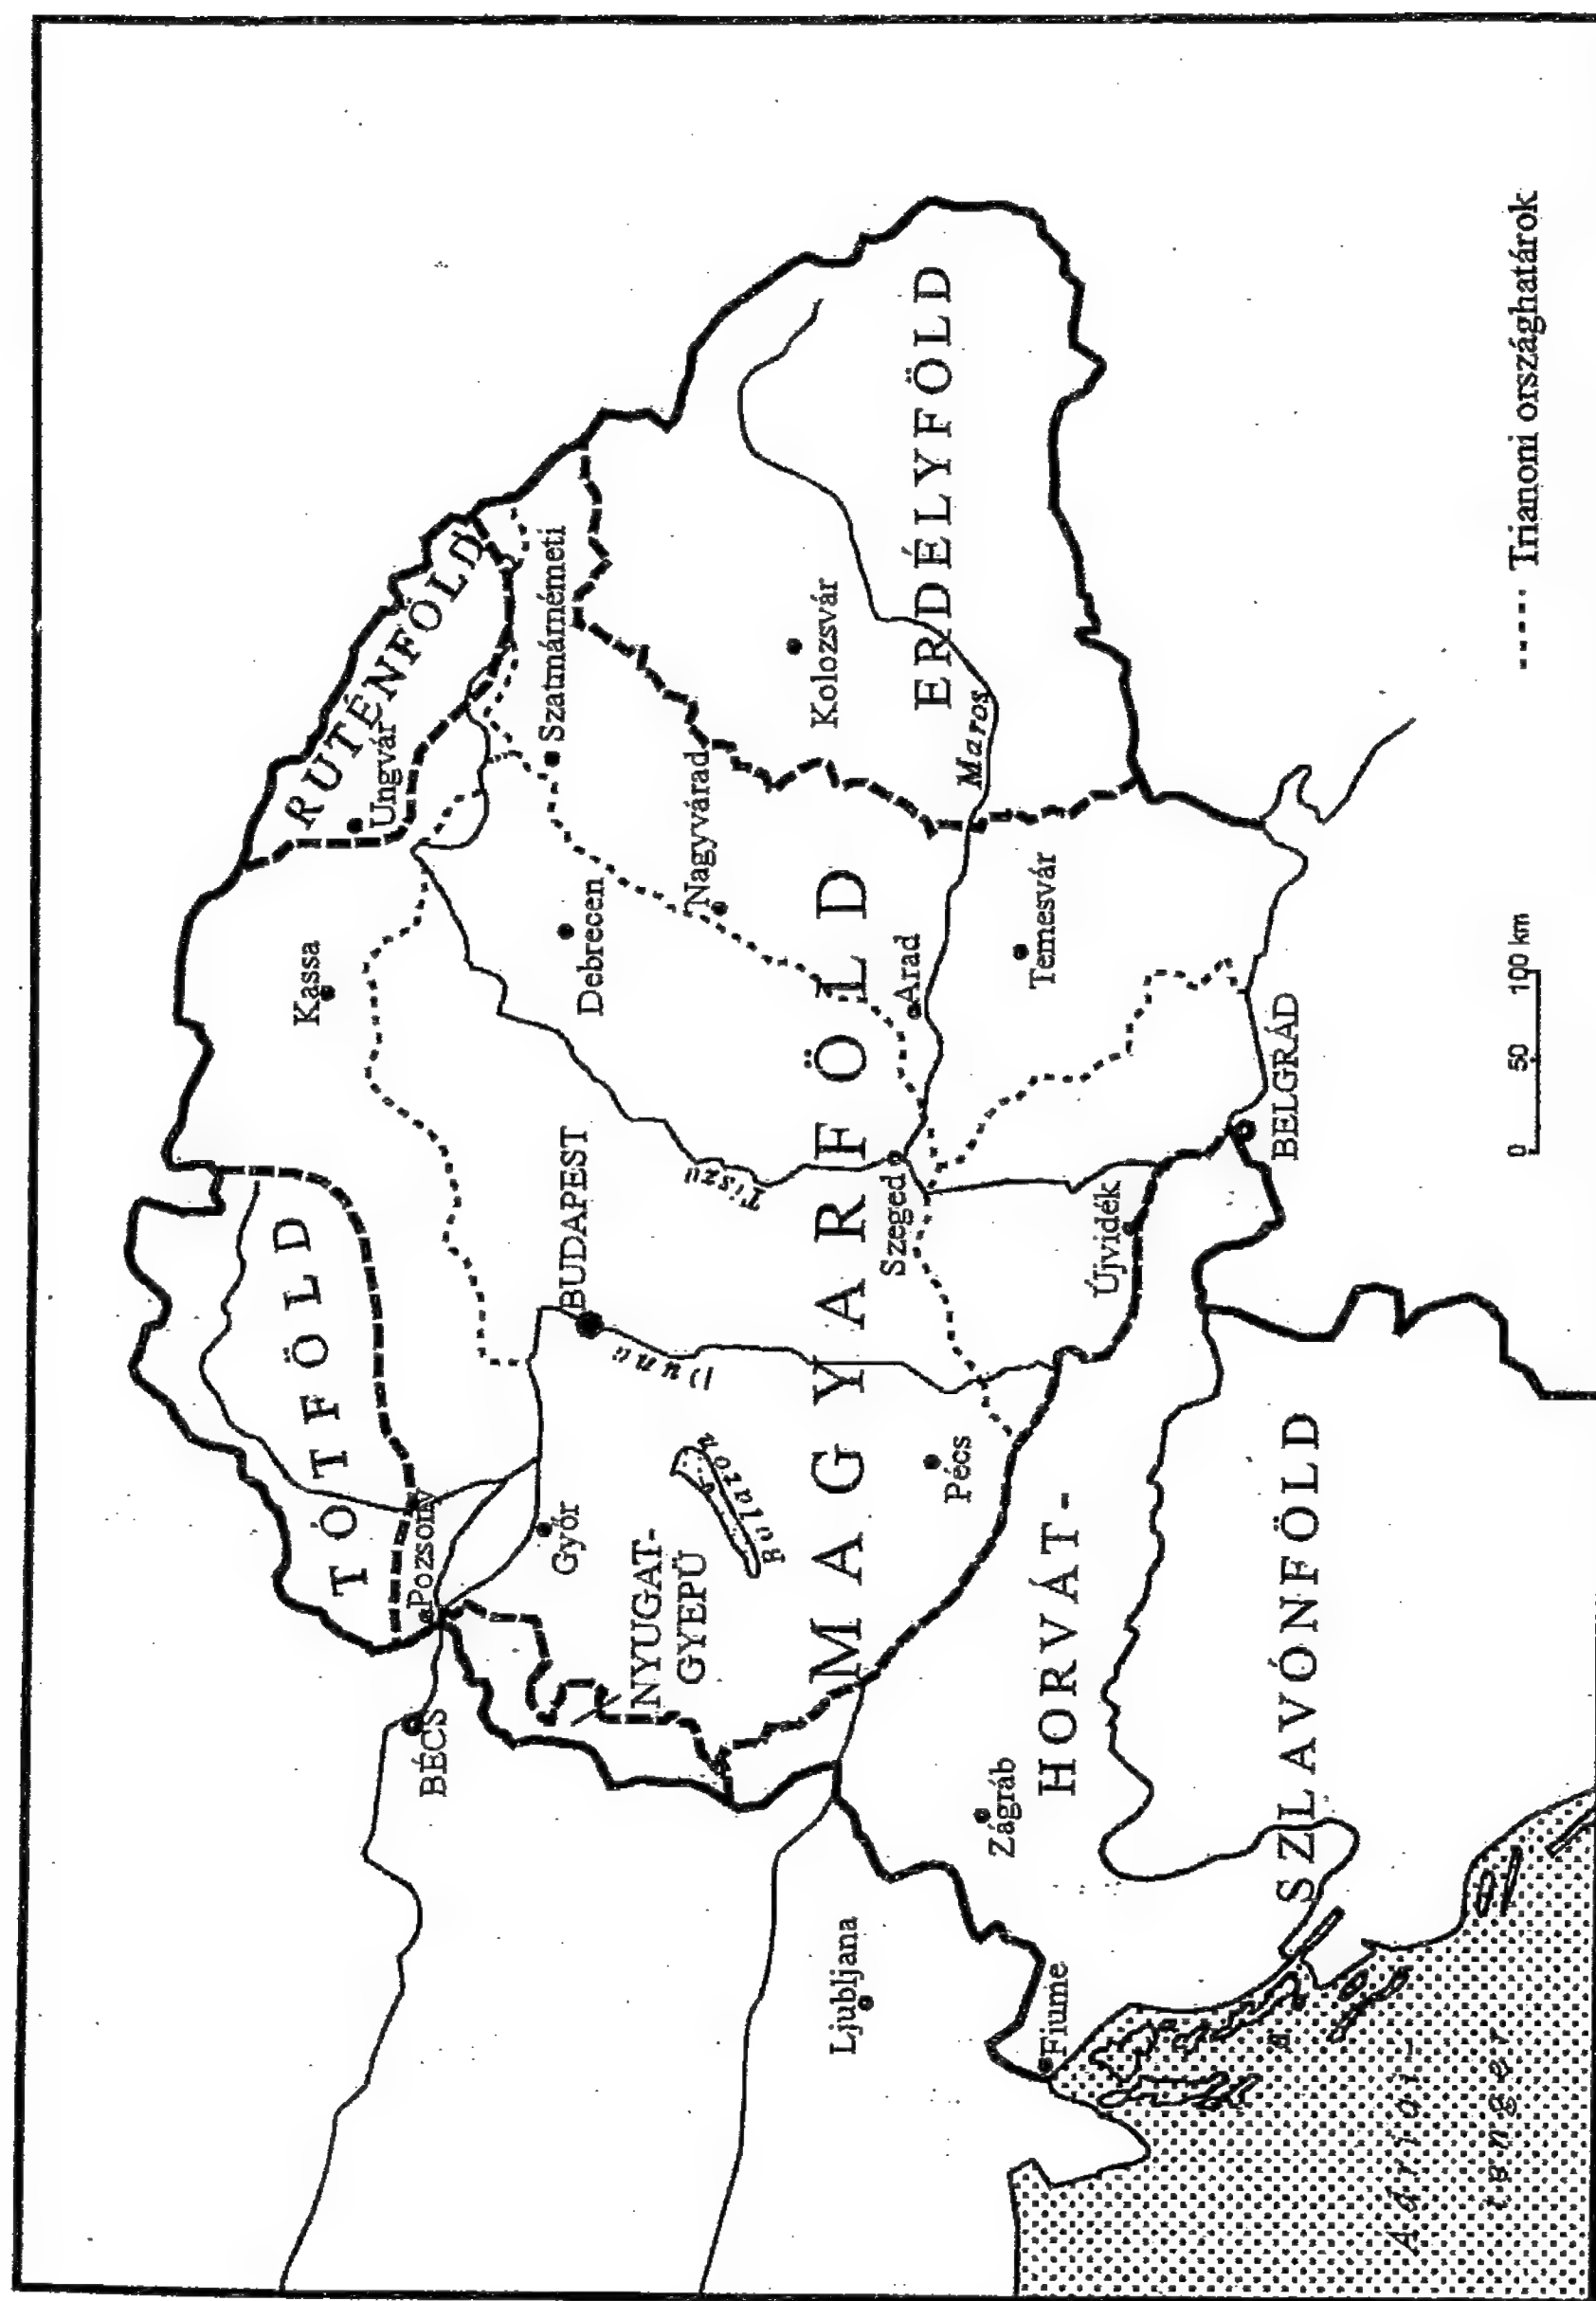 TÓTFÖLD
RUTÉNFÖLD
Ungvár
Kassa
Pozsony
BÉCS
Szatmárnémeti
Debrecen
BUDAPEST
Győr
NYUGAT-
GYEPÜ
Duna
Tisza
Balaton
Nagyvárad
Kolozsvár
MAGYARFÖLD
ERDÉLYFÖLD
Maros
Arad
Szeged
Pécs
Temesvár
Újvidék
Ljubljana
Zágráb
HORVÁT-
SZLAVÓNFÖLD
Fiume
BELGRÁD
Adriai-
tenger
0 50 100 km
Trianoni országhatárok